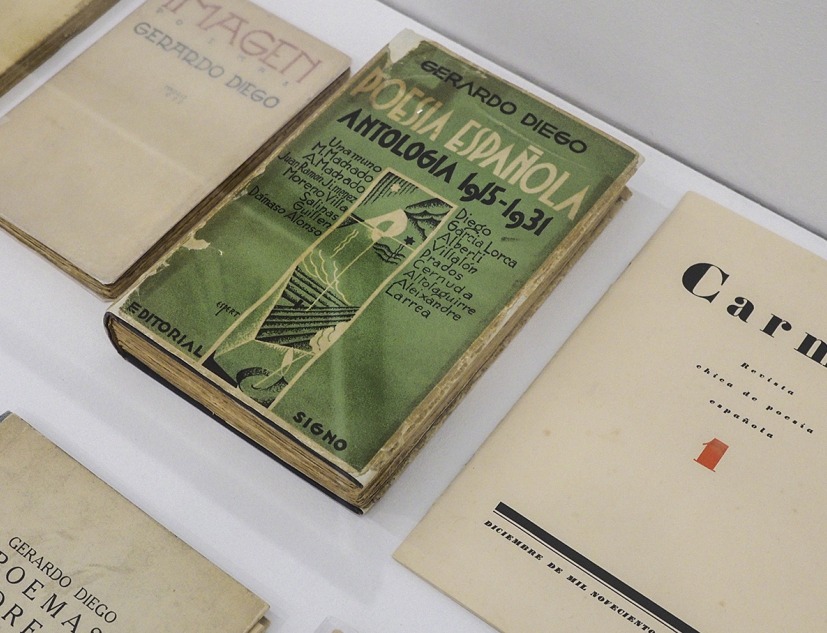 IMAGEN
POEMAS
GERARDO DIEGO
GERARDO DIEGO
POESÍA ESPAÑOLA
ANTOLOGIA 1915-1931
Unamuno
M. Machado
A. Machado
Juan Ramón Jiménez
Moreno Villa
Salinas
Guillén
Dámaso Alonso
Diego
García Lorca
Alberti
Villalón
Prados
Cernuda
Altolaguirre
Aleixandre
Larrea
EDITORIAL
SIGNO
Carm
Revista
chica de poesía
española
1
DICIEMBRE DE MIL NOVECIENTO
GERARDO DIEGO
POEMAS